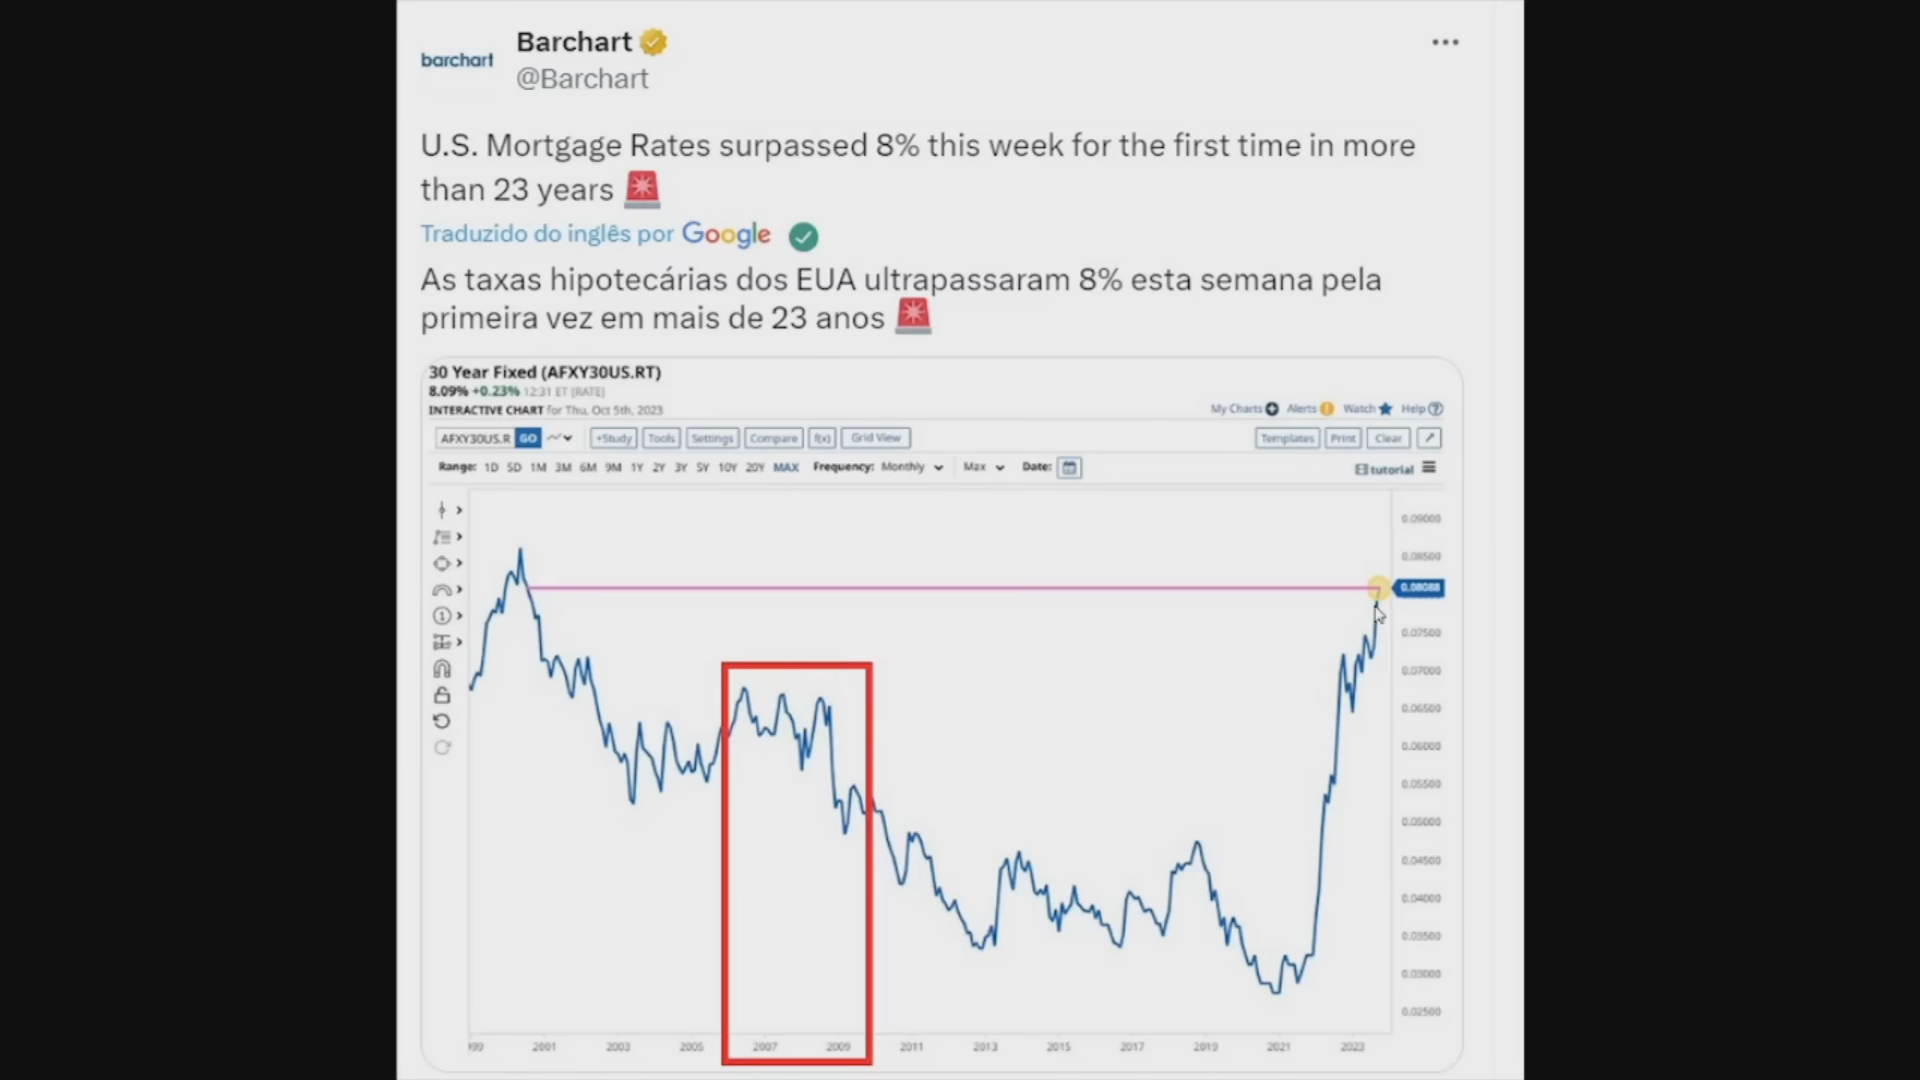 barchart
Barchart
@Barchart
U.S. Mortgage Rates surpassed 8% this week for the first time in more
than 23 years
Traduzido do inglês por Google
As taxas hipotecárias dos EUA ultrapassaram 8% esta semana pela
primeira vez em mais de 23 anos
30 Year Fixed (AFXY30US.RT)
8.09% +0.23% 12:31 ET [RATE]
INTERACTIVE CHART for Thu, Oct 5th, 2023
My Charts Alerts Watch Help
AFXY30US.R GO +Study Tools Settings Compare f(x) Grid View Templates Print Clear
Range: 1D 5D 1M 3M 6M 9M 1Y 2Y 3Y 5Y 10Y 20Y MAX Frequency: Monthly Max Date: tutorial
0.09000
0.08500
0.08088
0.07500
0.07000
0.06500
0.06000
0.05500
0.05000
0.04500
0.04000
0.03500
0.03000
0.02500
2001 2003 2005 2007 2009 2011 2013 2015 2017 2019 2021 2023